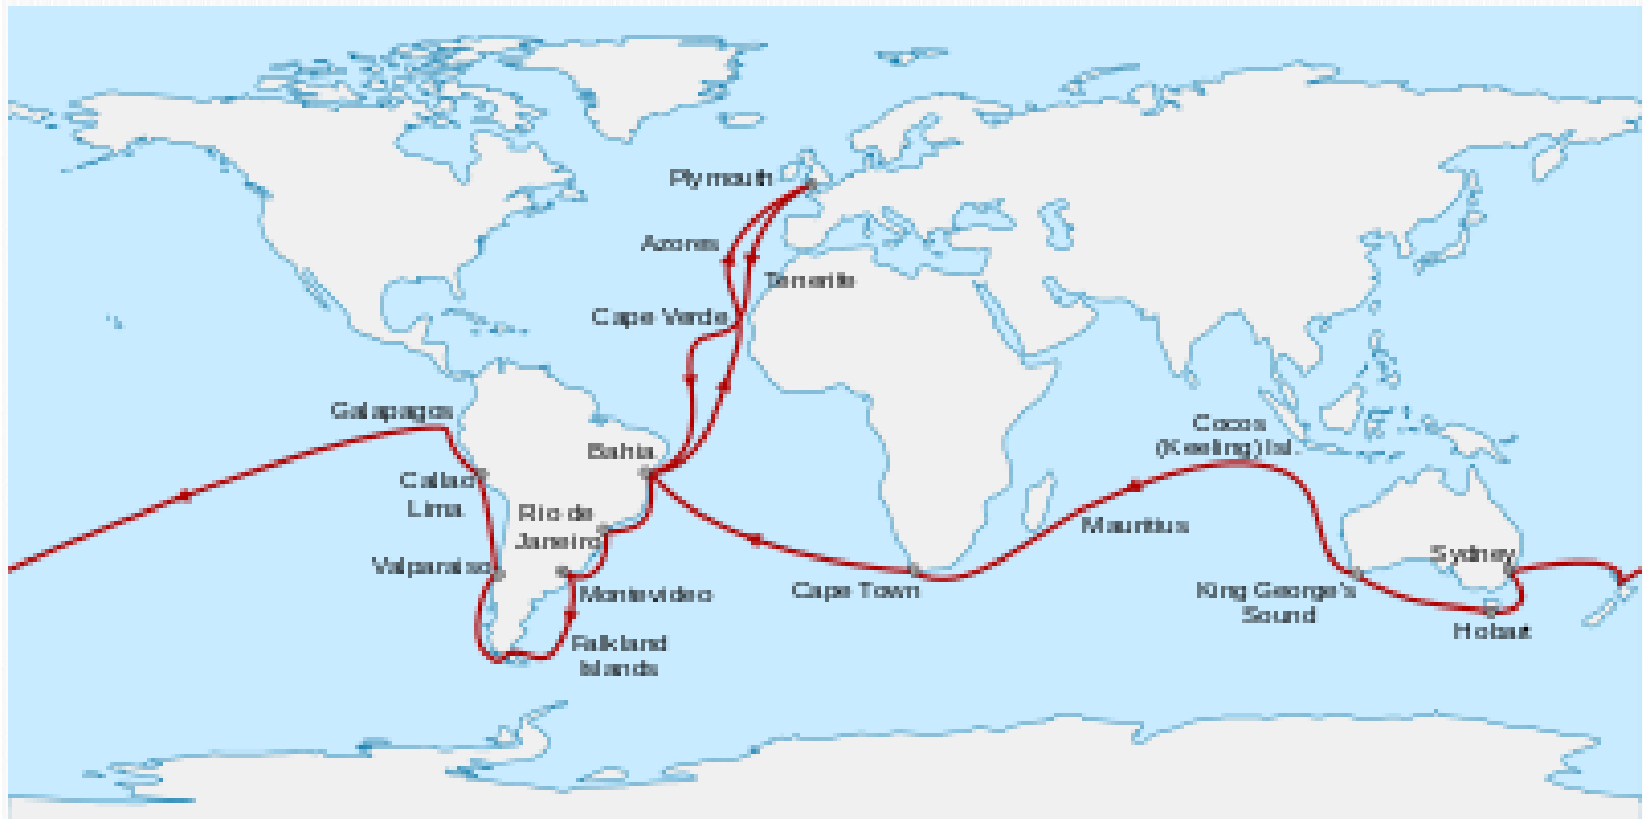 Plymouth
Azores
Tenerife
Cape Verde
Galapagos
Cocos
(Keeling) Isl.
Bahia
Callao
Lima
Rio de
Janeiro
Mauritius
Sydney
Valparaiso
Montevideo
Cape Town
King George's
Sound
Hobart
Falkland
Islands